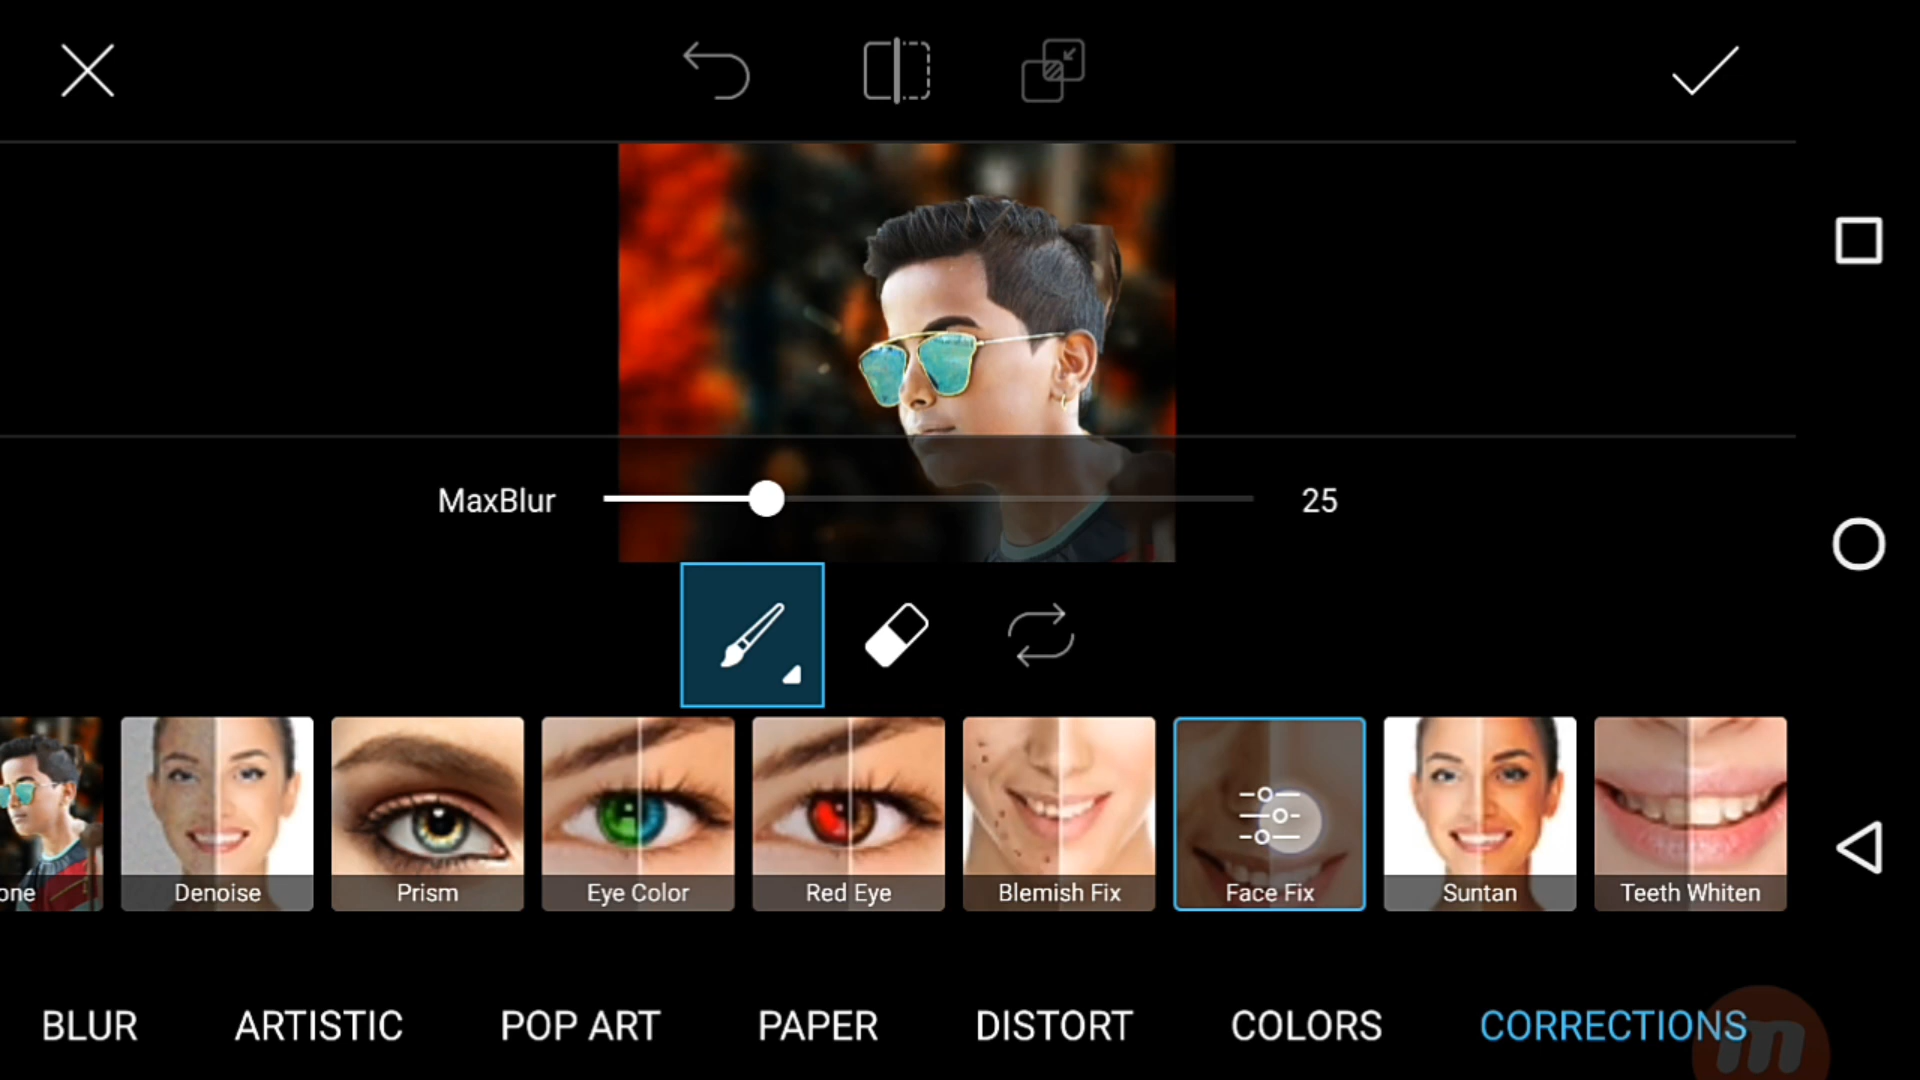 MaxBlur 25
one Denoise Prism Eye Color Red Eye Blemish Fix Face Fix Suntan Teeth Whiten
BLUR ARTISTIC POP ART PAPER DISTORT COLORS CORRECTIONS
m